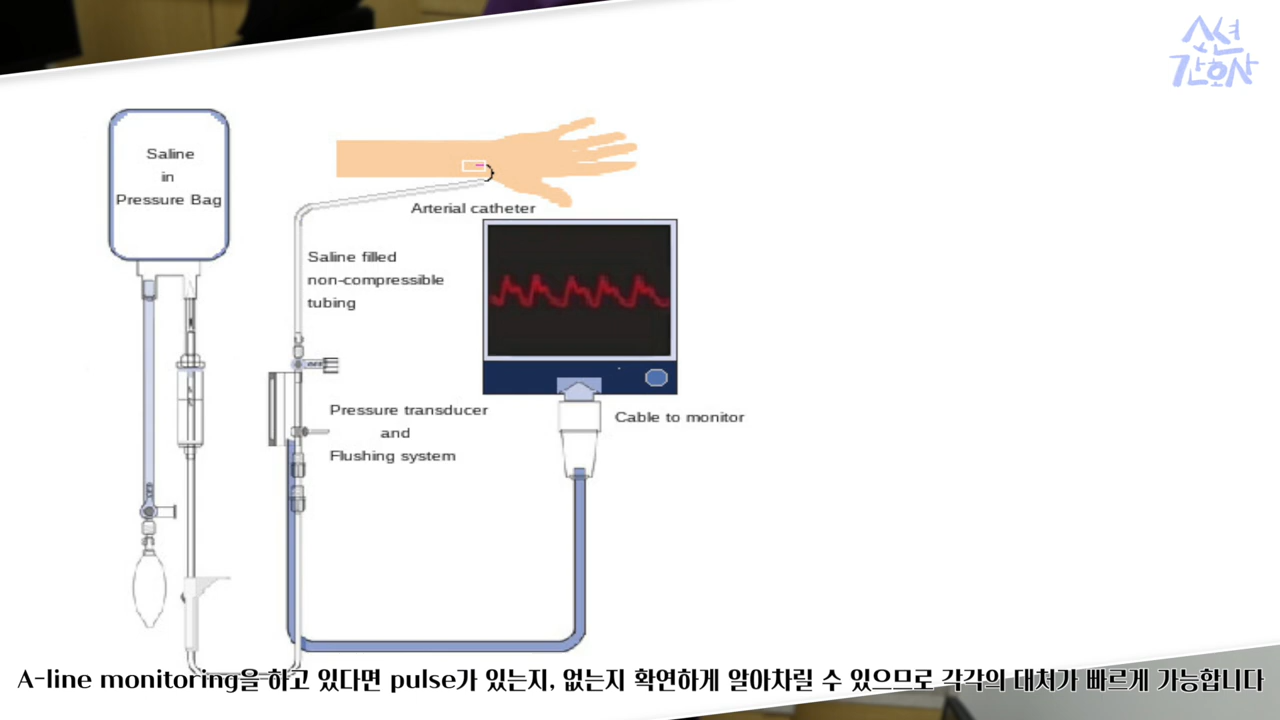 소년
간호사
Saline
in
Pressure Bag
Arterial catheter
Saline filled
non-compressible
tubing
Pressure transducer
and
Flushing system
Cable to monitor
A-line monitoring을 하고 있다면 pulse가 있는지, 없는지 확연하게 알아차릴 수 있으므로 각각의 대처가 빠르게 가능합니다